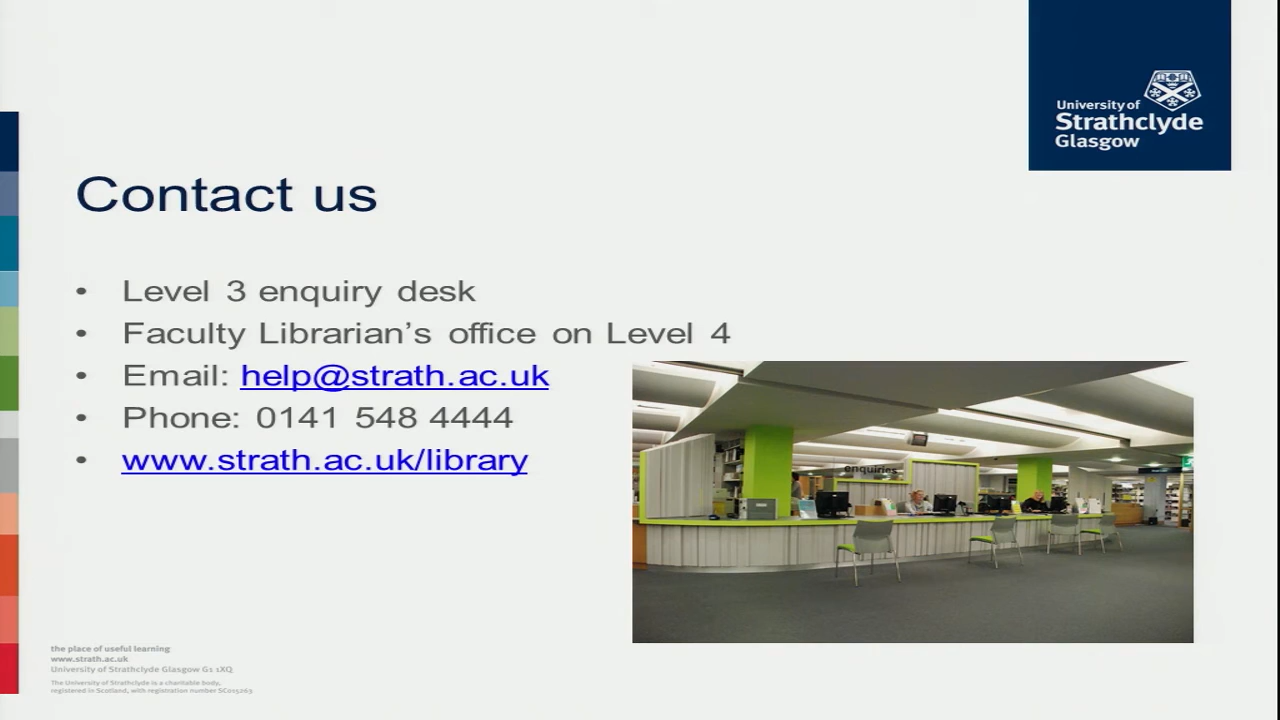 University of
Strathclyde
Glasgow
Contact us
• Level 3 enquiry desk
• Faculty Librarian’s office on Level 4
• Email: help@strath.ac.uk
• Phone: 0141 548 4444
• www.strath.ac.uk/library
enquiries
the place of useful learning
www.strath.ac.uk
University of Strathclyde Glasgow G1 1XQ
The University of Strathclyde is a charitable body,
registered in Scotland, with registration number SC015263